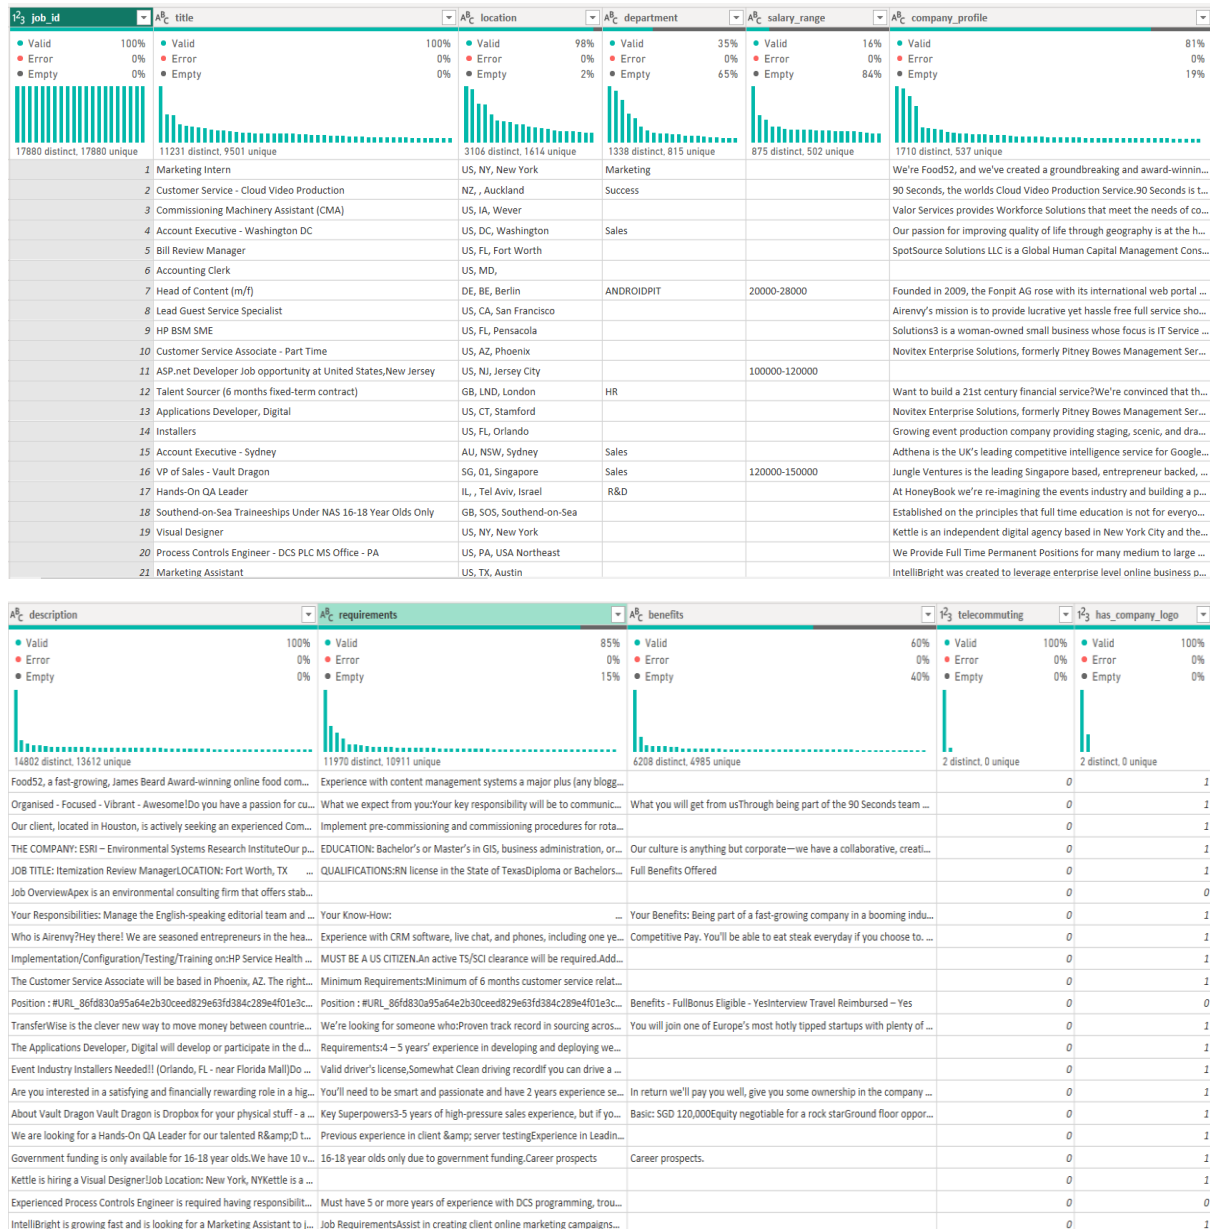 1²3 job_id ABC title ABC location ABC department ABC salary_range ABC company_profile
Valid 100% Valid 100% Valid 98% Valid 35% Valid 16% Valid 81%
Error 0% Error 0% Error 0% Error 0% Error 0% Error 0%
Empty 0% Empty 0% Empty 2% Empty 65% Empty 84% Empty 19%
17880 distinct, 17880 unique 11231 distinct, 9501 unique 3106 distinct, 1614 unique 1338 distinct, 815 unique 875 distinct, 502 unique 1710 distinct, 537 unique
1 Marketing Intern US, NY, New York Marketing We're Food52, and we've created a groundbreaking and award-winnin...
2 Customer Service - Cloud Video Production NZ, , Auckland Success 90 Seconds, the worlds Cloud Video Production Service.90 Seconds is t...
3 Commissioning Machinery Assistant (CMA) US, IA, Wever Valor Services provides Workforce Solutions that meet the needs of co...
4 Account Executive - Washington DC US, DC, Washington Sales Our passion for improving quality of life through geography is at the h...
5 Bill Review Manager US, FL, Fort Worth SpotSource Solutions LLC is a Global Human Capital Management Cons...
6 Accounting Clerk US, MD,
7 Head of Content (m/f) DE, BE, Berlin ANDROIDPIT 20000-28000 Founded in 2009, the Fonpit AG rose with its international web portal ...
8 Lead Guest Service Specialist US, CA, San Francisco Airenvy's mission is to provide lucrative yet hassle free full service sho...
9 HP BSM SME US, FL, Pensacola Solutions3 is a woman-owned small business whose focus is IT Service ...
10 Customer Service Associate - Part Time US, AZ, Phoenix Novitex Enterprise Solutions, formerly Pitney Bowes Management Ser...
11 ASP.net Developer Job opportunity at United States,New Jersey US, NJ, Jersey City 100000-120000
12 Talent Sourcer (6 months fixed-term contract) GB, LND, London HR Want to build a 21st century financial service?We're convinced that th...
13 Applications Developer, Digital US, CT, Stamford Novitex Enterprise Solutions, formerly Pitney Bowes Management Ser...
14 Installers US, FL, Orlando Growing event production company providing staging, scenic, and dra...
15 Account Executive - Sydney AU, NSW, Sydney Sales Adthena is the UK's leading competitive intelligence service for Google...
16 VP of Sales - Vault Dragon SG, 01, Singapore Sales 120000-150000 Jungle Ventures is the leading Singapore based, entrepreneur backed, ...
17 Hands-On QA Leader IL, , Tel Aviv, Israel R&D At HoneyBook we're re-imagining the events industry and building a p...
18 Southend-on-Sea Traineeships Under NAS 16-18 Year Olds Only GB, SOS, Southend-on-Sea Established on the principles that full time education is not for everyo...
19 Visual Designer US, NY, New York Kettle is an independent digital agency based in New York City and the...
20 Process Controls Engineer - DCS PLC MS Office - PA US, PA, USA Northeast We Provide Full Time Permanent Positions for many medium to large ...
21 Marketing Assistant US, TX, Austin IntelliBright was created to leverage enterprise level online business p...
ABC description ABC requirements ABC benefits 1²3 telecommuting 1²3 has_company_logo
Valid 100% Valid 85% Valid 60% Valid 100% Valid 100%
Error 0% Error 0% Error 0% Error 0% Error 0%
Empty 0% Empty 15% Empty 40% Empty 0% Empty 0%
14802 distinct, 13612 unique 11970 distinct, 10911 unique 6208 distinct, 4985 unique 2 distinct, 0 unique 2 distinct, 0 unique
Food52, a fast-growing, James Beard Award-winning online food com... Experience with content management systems a major plus (any blogg... 0 1
Organised - Focused - Vibrant - Awesome!Do you have a passion for cu... What we expect from you:Your key responsibility will be to communic... What you will get from usThrough being part of the 90 Seconds team ... 0 1
Our client, located in Houston, is actively seeking an experienced Com... Implement pre-commissioning and commissioning procedures for rota... 0 1
THE COMPANY: ESRI – Environmental Systems Research InstituteOur p... EDUCATION: Bachelor's or Master's in GIS, business administration, or... Our culture is anything but corporate—we have a collaborative, creati... 0 1
JOB TITLE: Itemization Review ManagerLOCATION: Fort Worth, TX ... QUALIFICATIONS:RN license in the State of TexasDiploma or Bachelors... Full Benefits Offered 0 1
Job OverviewApex is an environmental consulting firm that offers stab... 0 0
Your Responsibilities: Manage the English-speaking editorial team and ... Your Know-How: ... Your Benefits: Being part of a fast-growing company in a booming indu... 0 1
Who is Airenvy?Hey there! We are seasoned entrepreneurs in the hea... Experience with CRM software, live chat, and phones, including one ye... Competitive Pay. You'll be able to eat steak everyday if you choose to. ... 0 1
Implementation/Configuration/Testing/Training on:HP Service Health ... MUST BE A US CITIZEN.An active TS/SCI clearance will be required.Add... 0 1
The Customer Service Associate will be based in Phoenix, AZ. The right... Minimum Requirements:Minimum of 6 months customer service relat... 0 1
Position : #URL_86fd830a95a64e2b30ceed829e63fd384c289e4f01e3c... Position : #URL_86fd830a95a64e2b30ceed829e63fd384c289e4f01e3c... Benefits - FullBonus Eligible - YesInterview Travel Reimbursed – Yes 0 0
TransferWise is the clever new way to move money between countrie... We're looking for someone who:Proven track record in sourcing acros... You will join one of Europe's most hotly tipped startups with plenty of ... 0 1
The Applications Developer, Digital will develop or participate in the d... Requirements:4 – 5 years' experience in developing and deploying we... 0 1
Event Industry Installers Needed!! (Orlando, FL - near Florida Mall)Do ... Valid driver's license,Somewhat Clean driving recordIf you can drive a ... 0 1
Are you interested in a satisfying and financially rewarding role in a hig... You'll need to be smart and passionate and have 2 years experience se... In return we'll pay you well, give you some ownership in the company ... 0 1
About Vault Dragon Vault Dragon is Dropbox for your physical stuff - a ... Key Superpowers3-5 years of high-pressure sales experience, but if yo... Basic: SGD 120,000Equity negotiable for a rock starGround floor oppor... 0 1
We are looking for a Hands-On QA Leader for our talented R&amp;D t... Previous experience in client &amp; server testingExperience in Leadin... 0 1
Government funding is only available for 16-18 year olds.We have 10 v... 16-18 year olds only due to government funding.Career prospects Career prospects. 0 1
Kettle is hiring a Visual Designer!Job Location: New York, NYKettle is a ... 0 1
Experienced Process Controls Engineer is required having responsibilit... Must have 5 or more years of experience with DCS programming, trou... 0 0
IntelliBright is growing fast and is looking for a Marketing Assistant to j... Job RequirementsAssist in creating client online marketing campaigns... 0 1